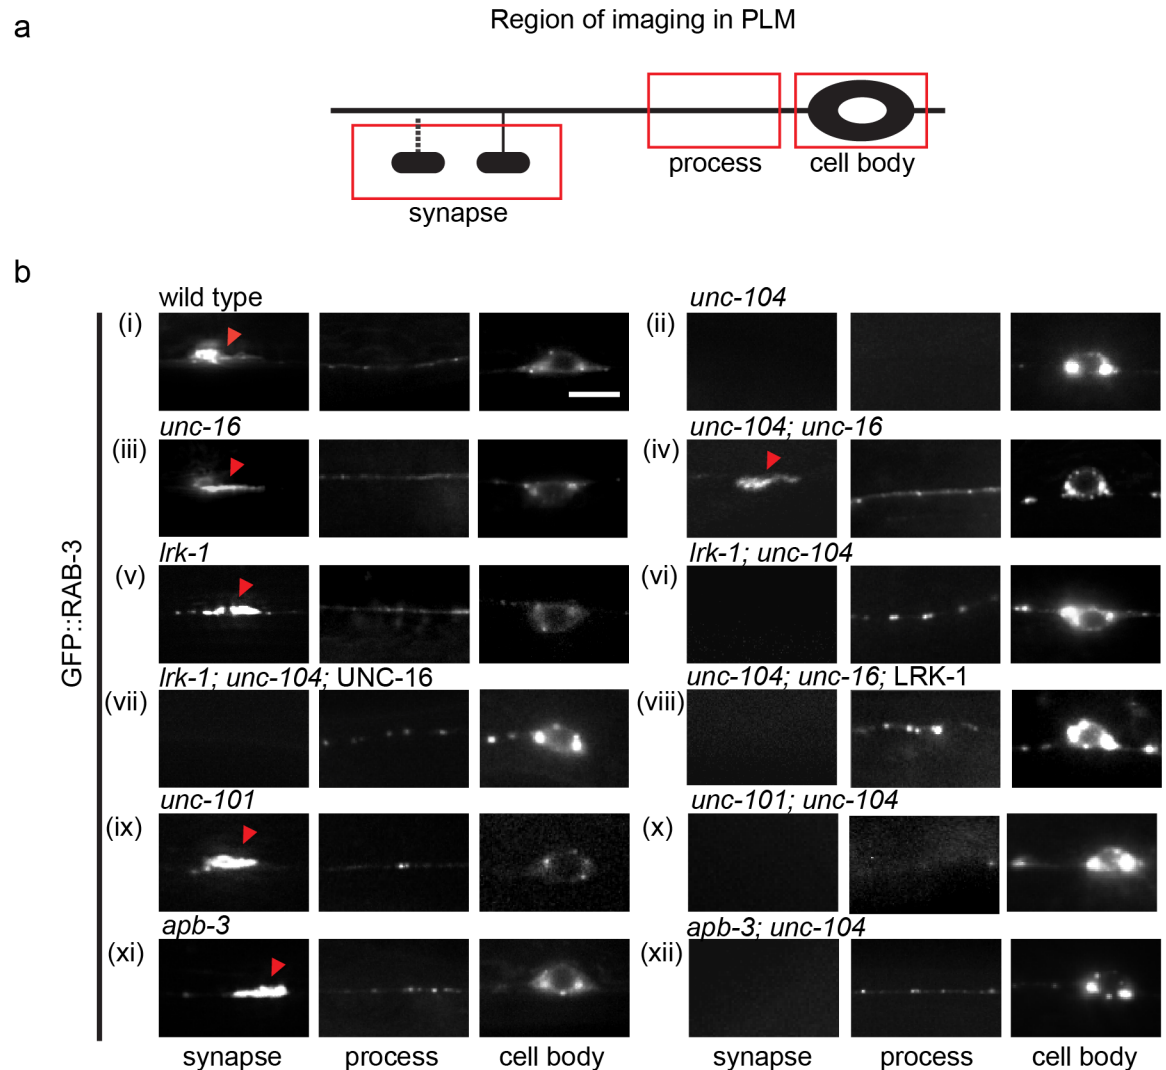 a
Region of imaging in PLM
synapse
process
cell body
b
GFP::RAB-3
wild type
(i)
unc-104
(ii)
unc-16
(iii)
unc-104; unc-16
(iv)
lrk-1
(v)
lrk-1; unc-104
(vi)
lrk-1; unc-104; UNC-16
(vii)
unc-104; unc-16; LRK-1
(viii)
unc-101
(ix)
unc-101; unc-104
(x)
apb-3
(xi)
apb-3; unc-104
(xii)
synapse process cell body synapse process cell body